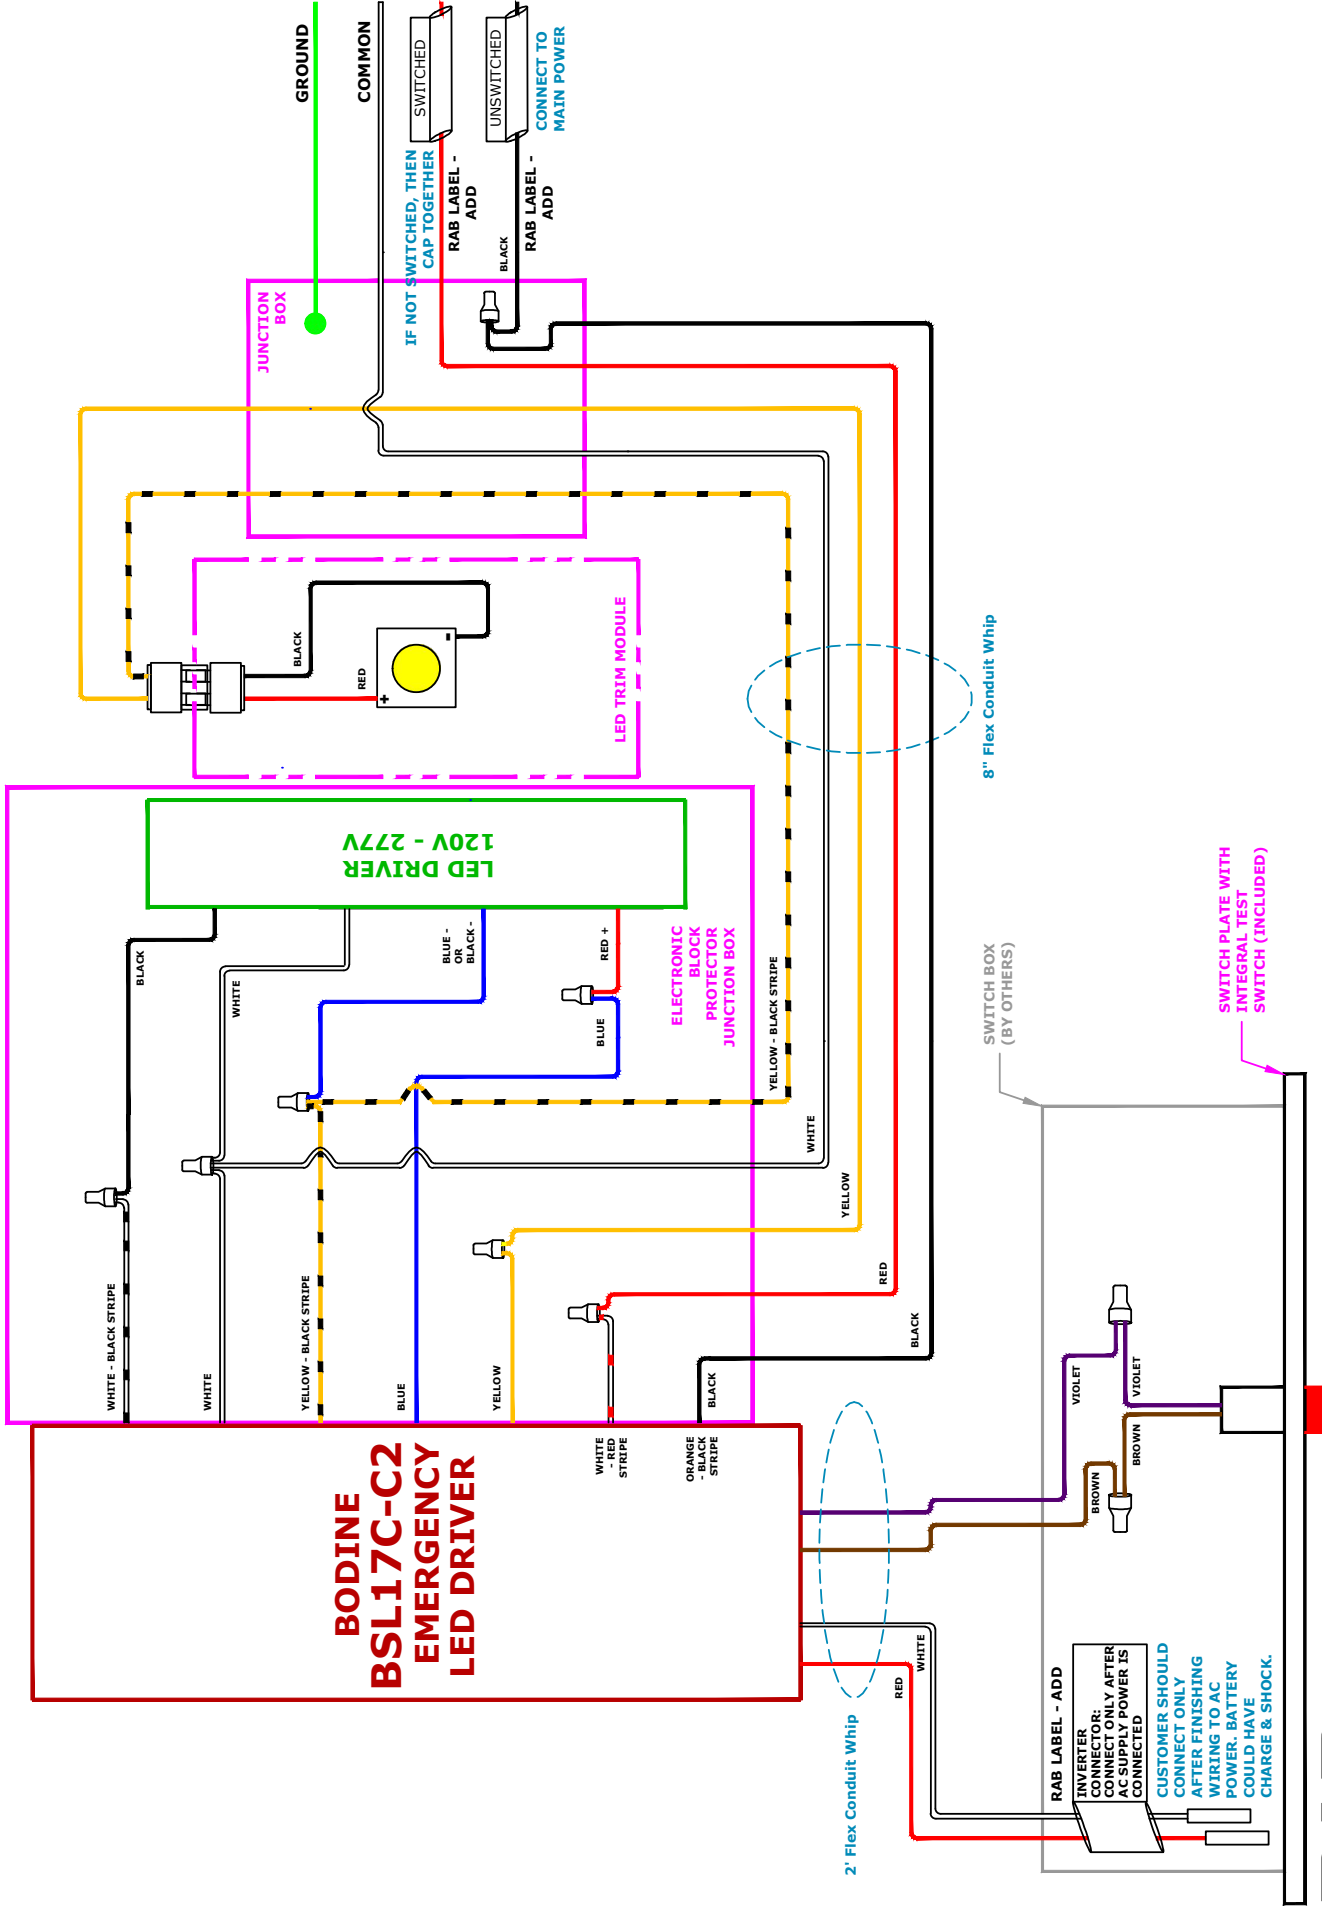 GROUND
COMMON
SWITCHED
UNSWITCHED
CONNECT TO
MAIN POWER
IF NOT SWITCHED, THEN
CAP TOGETHER
RAB LABEL -
ADD
RAB LABEL -
ADD
BLACK
JUNCTION
BOX
BLACK
RED
+
-
LED TRIM MODULE
8" Flex Conduit Whip
LED DRIVER
120V - 277V
BLACK
WHITE
BLUE -
OR
BLACK -
RED +
BLUE
ELECTRONIC
BLOCK
PROTECTOR
JUNCTION BOX
YELLOW - BLACK STRIPE
WHITE
YELLOW
RED
BLACK
WHITE - BLACK STRIPE
WHITE
YELLOW - BLACK STRIPE
BLUE
YELLOW
WHITE
- RED
STRIPE
BLACK
ORANGE
- BLACK
STRIPE
BODINE
BSL17C-C2
EMERGENCY
LED DRIVER
SWITCH BOX
(BY OTHERS)
SWITCH PLATE WITH
INTEGRAL TEST
SWITCH (INCLUDED)
VIOLET
VIOLET
BROWN
BROWN
WHITE
RED
2' Flex Conduit Whip
RAB LABEL - ADD
INVERTER
CONNECTOR:
CONNECT ONLY AFTER
AC SUPPLY POWER IS
CONNECTED
CUSTOMER SHOULD
CONNECT ONLY
AFTER FINISHING
WIRING TO AC
POWER. BATTERY
COULD HAVE
CHARGE & SHOCK.